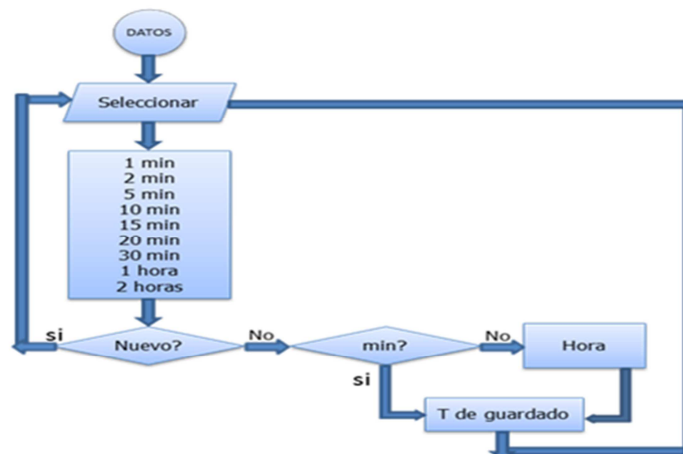 DATOS
Seleccionar
1 min
2 min
5 min
10 min
15 min
20 min
30 min
1 hora
2 horas
si
Nuevo?
No
min?
No
Hora
si
T de guardado